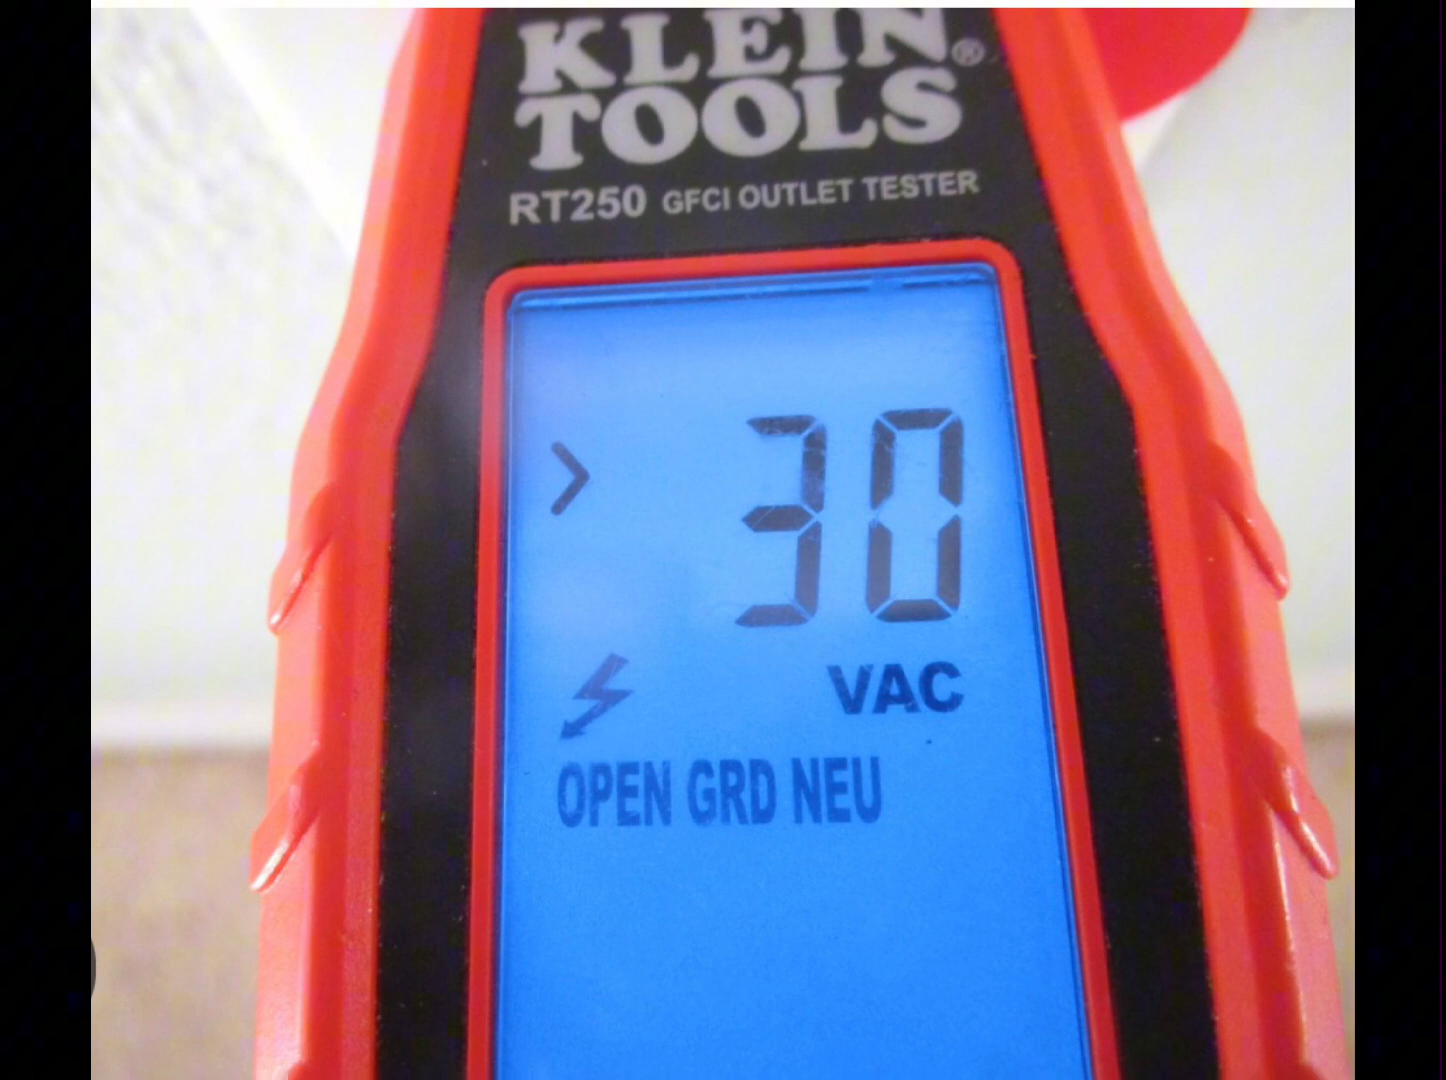 KLEIN®
TOOLS
RT250 GFCI OUTLET TESTER
> 30
VAC
OPEN GRD NEU